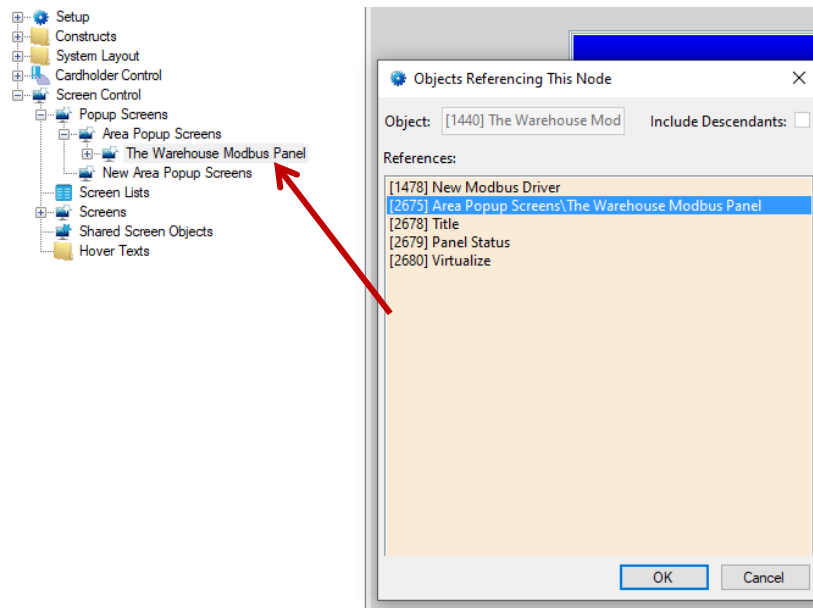 Setup
Constructs
System Layout
Cardholder Control
Screen Control
Popup Screens
Area Popup Screens
The Warehouse Modbus Panel
New Area Popup Screens
Screen Lists
Screens
Shared Screen Objects
Hover Texts
Objects Referencing This Node
Object: [1440] The Warehouse Mod Include Descendants:
References:
[1478] New Modbus Driver
[2675] Area Popup Screens\The Warehouse Modbus Panel
[2678] Title
[2679] Panel Status
[2680] Virtualize
OK Cancel